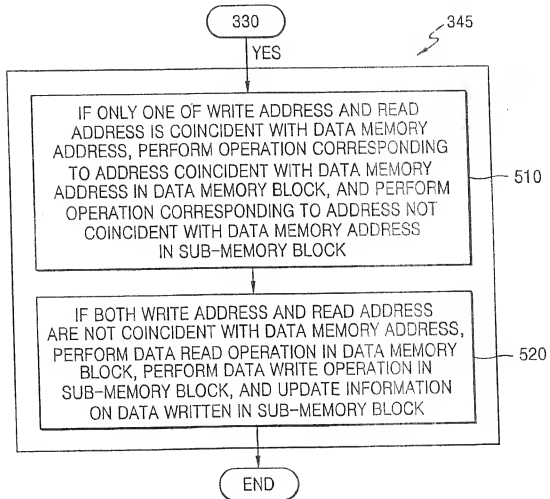 330
345
YES
IF ONLY ONE OF WRITE ADDRESS AND READ
ADDRESS IS COINCIDENT WITH DATA MEMORY
ADDRESS, PERFORM OPERATION CORRESPONDING
TO ADDRESS COINCIDENT WITH DATA MEMORY
ADDRESS IN DATA MEMORY BLOCK, AND PERFORM
OPERATION CORRESPONDING TO ADDRESS NOT
COINCIDENT WITH DATA MEMORY ADDRESS
IN SUB-MEMORY BLOCK
510
IF BOTH WRITE ADDRESS AND READ ADDRESS
ARE NOT COINCIDENT WITH DATA MEMORY ADDRESS,
PERFORM DATA READ OPERATION IN DATA MEMORY
BLOCK, PERFORM DATA WRITE OPERATION IN
SUB-MEMORY BLOCK, AND UPDATE INFORMATION
ON DATA WRITTEN IN SUB-MEMORY BLOCK
520
END